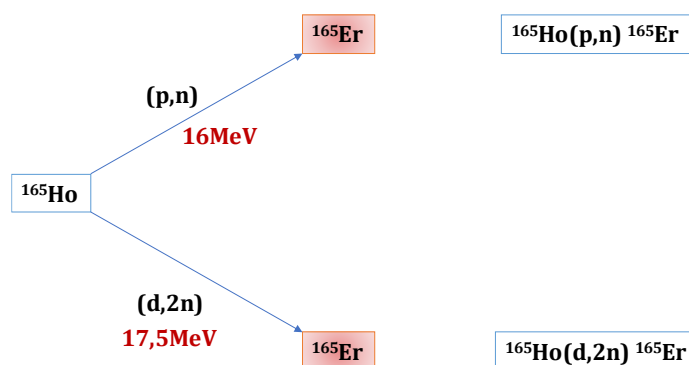 ¹⁶⁵Er
¹⁶⁵Ho(p,n) ¹⁶⁵Er
(p,n)
16MeV
¹⁶⁵Ho
(d,2n)
17,5MeV
¹⁶⁵Er
¹⁶⁵Ho(d,2n) ¹⁶⁵Er